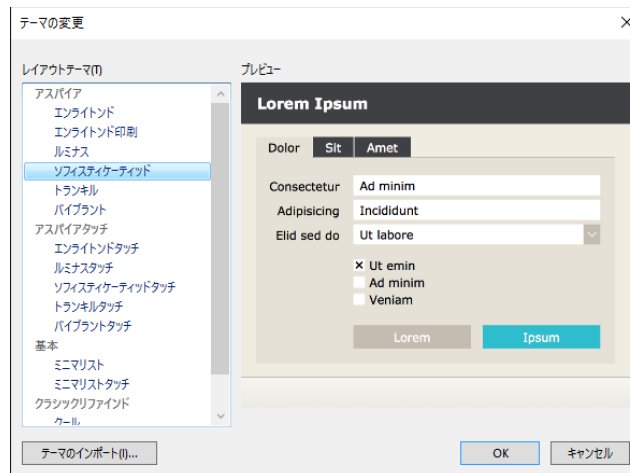 テーマの変更
レイアウトテーマ(T)
アスパイア
エンライトンド
エンライトンド印刷
ルミナス
ソフィスティケーティッド
トランキル
バイブラント
アスパイアタッチ
エンライトンドタッチ
ルミナスタッチ
ソフィスティケーティッドタッチ
トランキルタッチ
バイブラントタッチ
基本
ミニマリスト
ミニマリストタッチ
クラシックリファインド
クール
プレビュー
Lorem Ipsum
Dolor Sit Amet
Consectetur Ad minim
Adipisicing Incididunt
Elid sed do Ut labore
Ut emin
Ad minim
Veniam
Lorem Ipsum
テーマのインポート(I)...
OK キャンセル